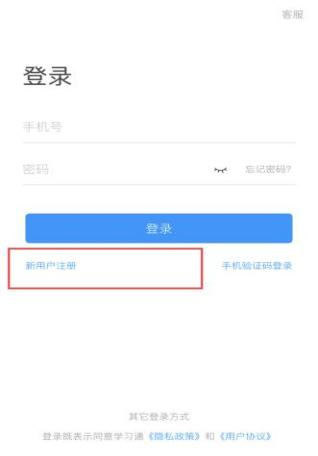 客服
登录
手机号
密码 忘记密码?
登录
新用户注册 手机验证码登录
其它登录方式
登录既表示同意学习通《隐私政策》和《用户协议》